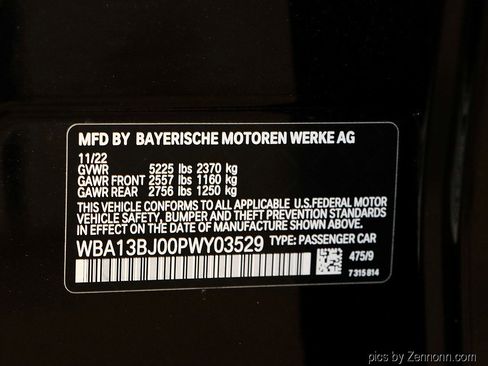 MFD BY BAYERISCHE MOTOREN WERKE AG
11/22
GVWR 5225 lbs 2370 kg
GAWR FRONT 2557 lbs 1160 kg
GAWR REAR 2756 lbs 1250 kg
THIS VEHICLE CONFORMS TO ALL APPLICABLE U.S.FEDERAL MOTOR
VEHICLE SAFETY, BUMPER AND THEFT PREVENTION STANDARDS
IN EFFECT ON THE DATE OF MANUFACTURE SHOWN ABOVE.
WBA13BJ00PWY03529 TYPE: PASSENGER CAR
475/9
7 315 814
pics by Zennonn.com